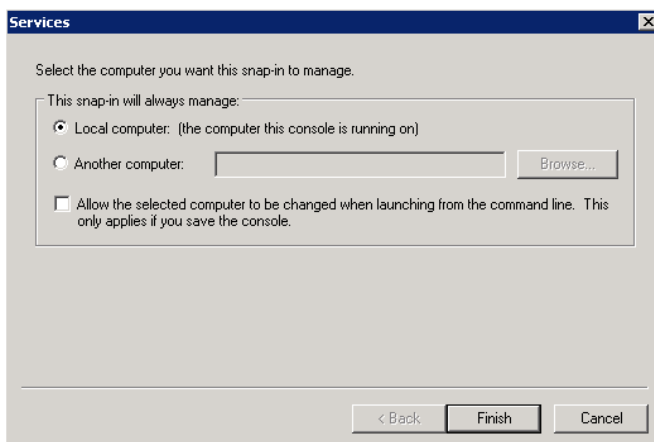 Services
Select the computer you want this snap-in to manage.
This snap-in will always manage:
Local computer: (the computer this console is running on)
Another computer:
Browse...
Allow the selected computer to be changed when launching from the command line. This
only applies if you save the console.
< Back
Finish
Cancel